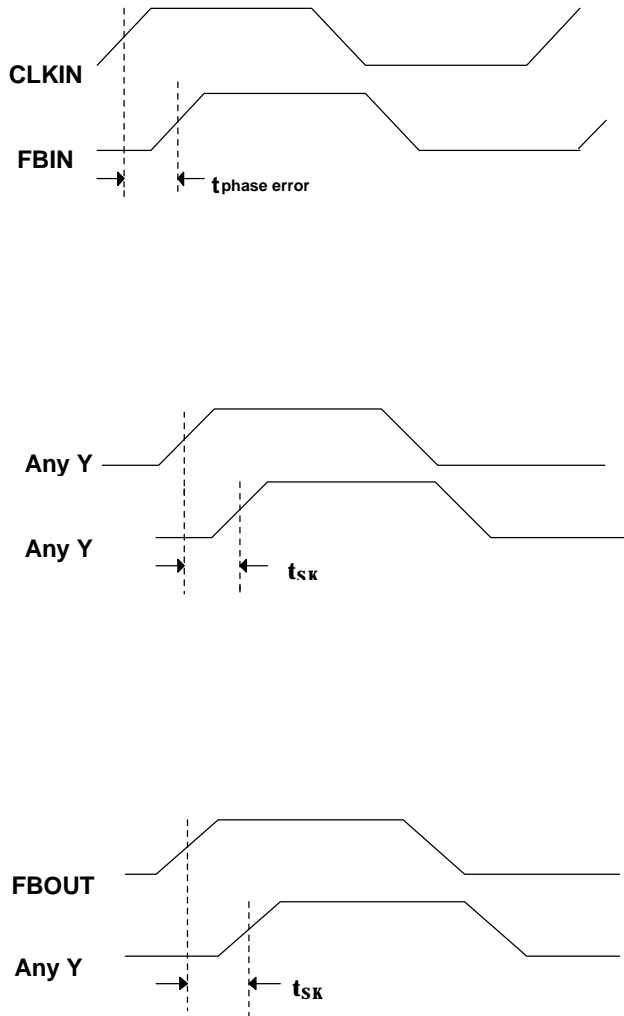 CLKIN
FBIN
tphase error
Any Y
Any Y
tSK
FBOUT
Any Y
tSK